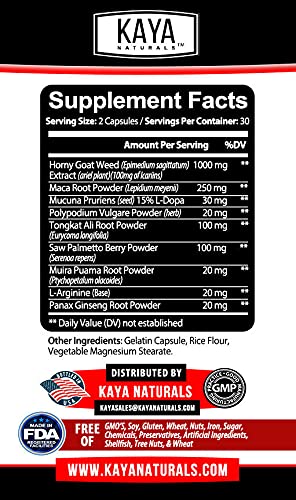 KAYA
NATURALS™
Supplement Facts
Serving Size: 2 Capsules / Servings Per Container: 30
Amount Per Serving %DV
Horny Goat Weed (Epimedium sagittatum) 1000 mg **
Extract (ariel plant)(100mg of icariins)
Maca Root Powder (Lepidium meyenii) 250 mg **
Mucuna Pruriens (seed) 15% L-Dopa 30 mg **
Polypodium Vulgare Powder (herb) 20 mg **
Tongkat Ali Root Powder 100 mg **
(Eurycoma longifolia)
Saw Palmetto Berry Powder 100 mg **
(Serenoa repens)
Muira Puama Root Powder 20 mg **
(Ptychopetalum olacoides)
L-Arginine (Base) 20 mg **
Panax Ginseng Root Powder 20 mg **
** Daily Value (DV) not established
Other Ingredients: Gelatin Capsule, Rice Flour,
Vegetable Magnesium Stearate.
DISTRIBUTED BY
KAYA NATURALS
KAYASALES@KAYANATURALS.COM
BOTTLED IN
U.S.A.
GMP
MADE IN
FDA
REGISTERED
FACILITIES
FREE
OF
GMO'S, Soy, Gluten, Wheat, Nuts, Iron, Sugar,
Chemicals, Preservatives, Artificial Ingredients,
Shellfish, Tree Nuts & Wheat
WWW.KAYANATURALS.COM